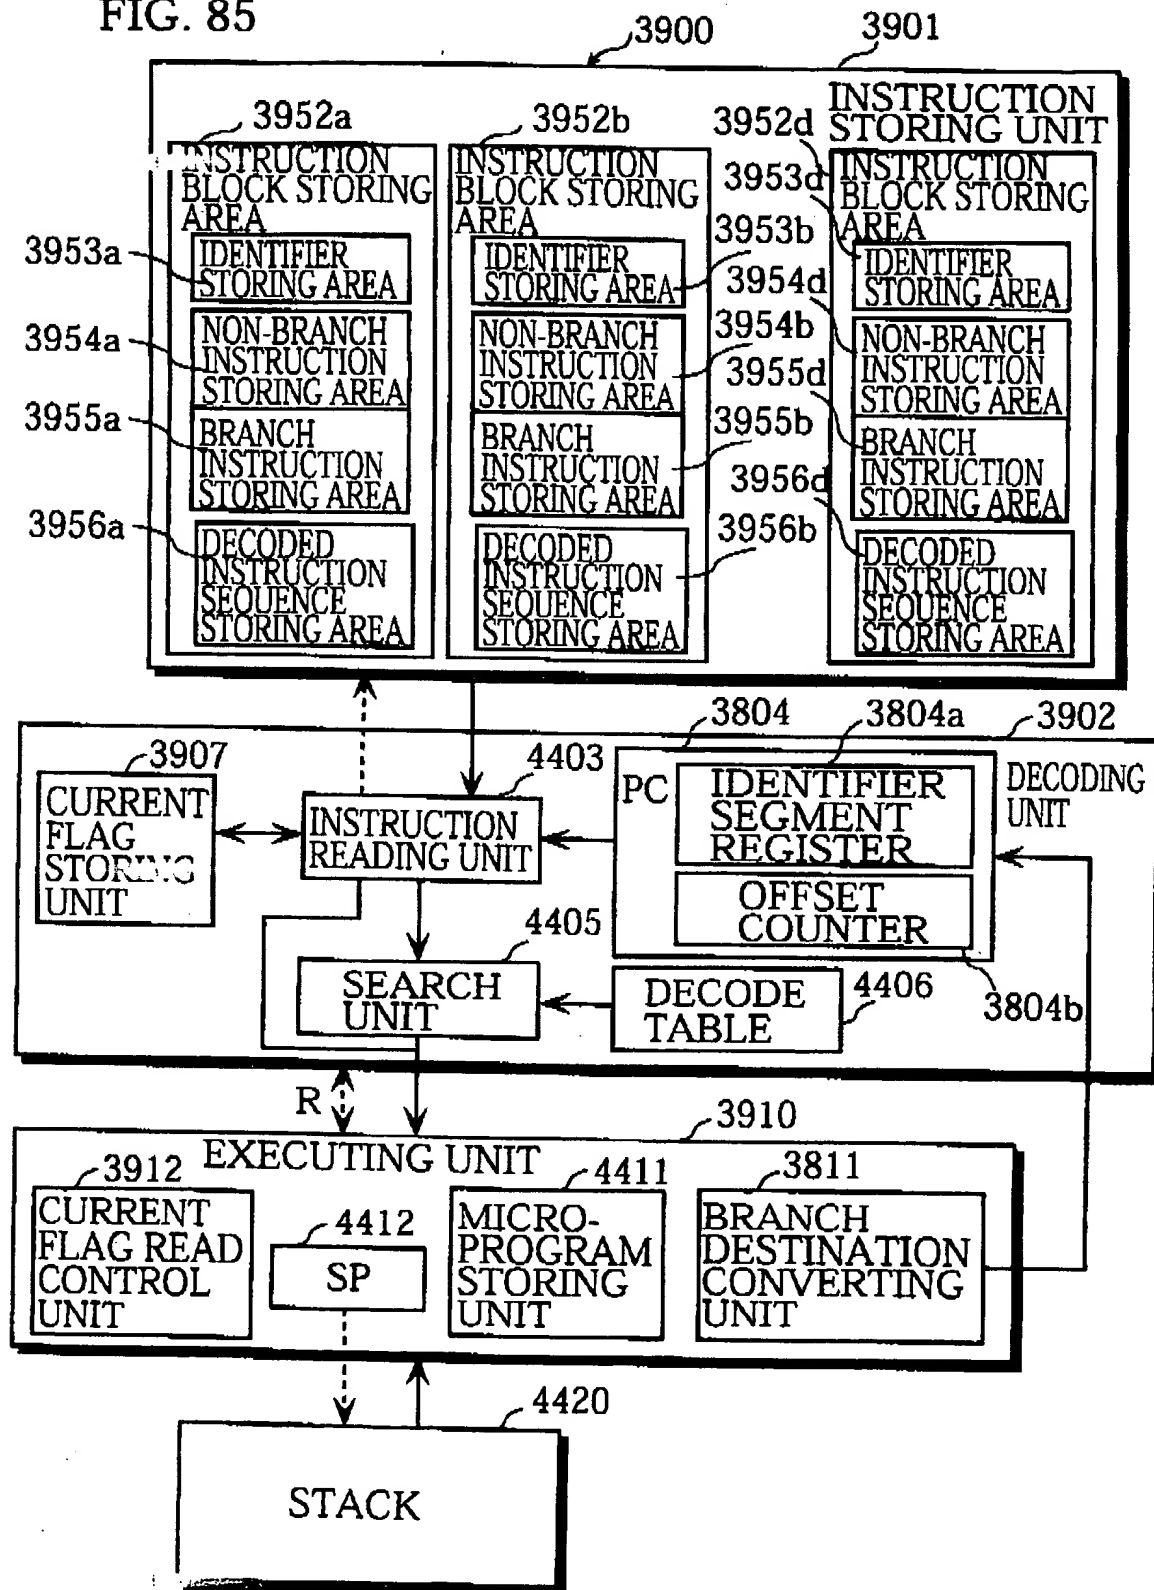 FIG. 85
3900
3901
INSTRUCTION
STORING UNIT
3952a
INSTRUCTION
BLOCK STORING
AREA
3953a
IDENTIFIER
STORING AREA
3954a
NON-BRANCH
INSTRUCTION
STORING AREA
3955a
BRANCH
INSTRUCTION
STORING AREA
3956a
DECODED
INSTRUCTION
SEQUENCE
STORING AREA
3952b
INSTRUCTION
BLOCK STORING
AREA
3953b
IDENTIFIER
STORING AREA
3954b
NON-BRANCH
INSTRUCTION
STORING AREA
3955b
BRANCH
INSTRUCTION
STORING AREA
3956b
DECODED
INSTRUCTION
SEQUENCE
STORING AREA
3952d
INSTRUCTION
BLOCK STORING
AREA
3953d
IDENTIFIER
STORING AREA
3954d
NON-BRANCH
INSTRUCTION
STORING AREA
3955d
BRANCH
INSTRUCTION
STORING AREA
3956d
DECODED
INSTRUCTION
SEQUENCE
STORING AREA
3902
DECODING
UNIT
3907
CURRENT
FLAG
STORING
UNIT
4403
INSTRUCTION
READING UNIT
3804
PC
3804a
IDENTIFIER
SEGMENT
REGISTER
OFFSET
COUNTER
3804b
4405
SEARCH
UNIT
DECODE
TABLE
4406
R
3910
EXECUTING UNIT
3912
CURRENT
FLAG READ
CONTROL
UNIT
4412
SP
4411
MICRO-
PROGRAM
STORING
UNIT
3811
BRANCH
DESTINATION
CONVERTING
UNIT
4420
STACK